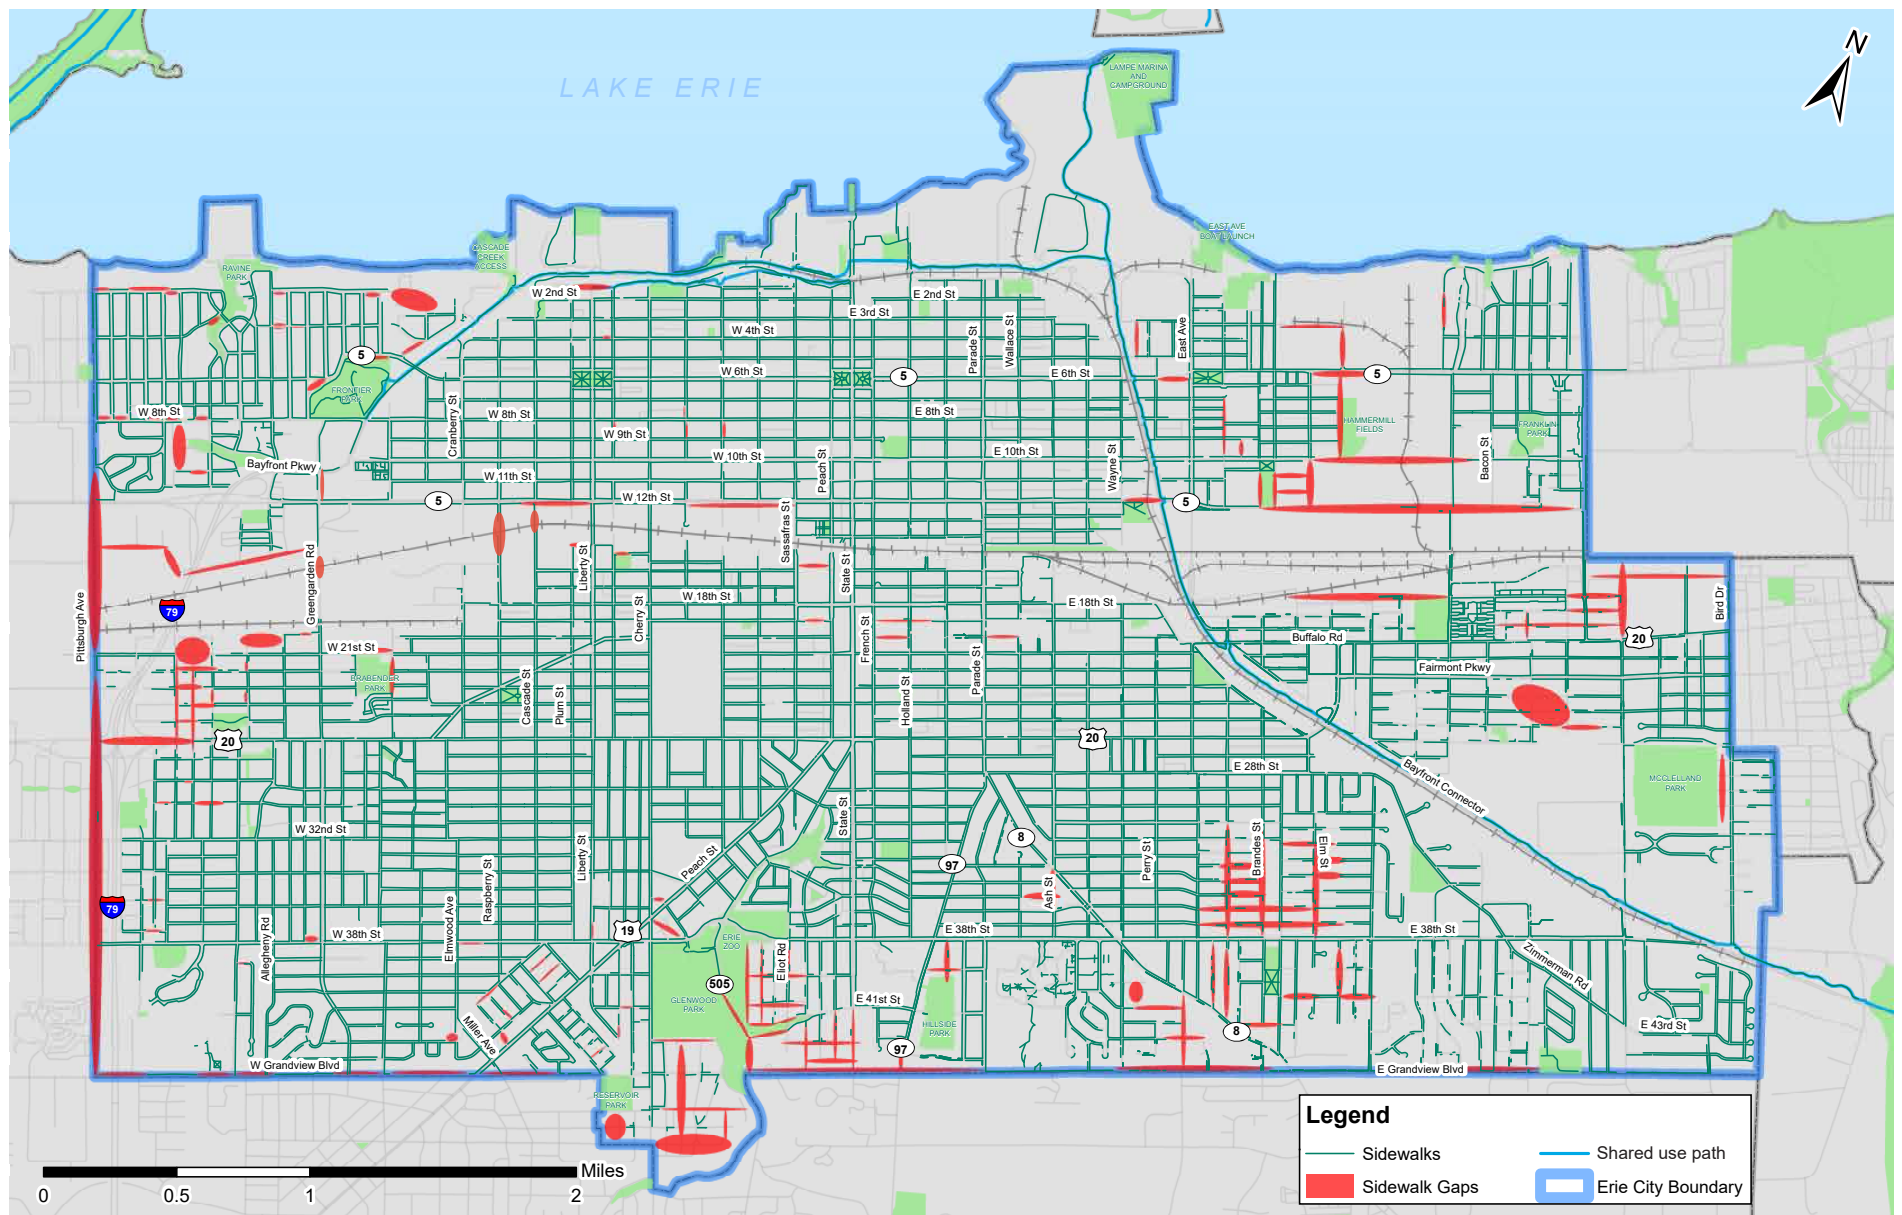 N
LAMPE MARINA
AND
CAMPGROUND
LAKE ERIE
EAST AVE
BOAT LAUNCH
CASCADE
CREEK
ACCESS
RAVINE
PARK
W 2nd St
E 2nd St
E 3rd St
W 4th St
Parade St
Wallace St
East Ave
5
W 6th St
5
E 6th St
5
FRONTIER
PARK
W 8th St
Cranberry St
W 8th St
E 8th St
HAMMERMILL
FIELDS
FRANKLIN
PARK
W 9th St
Bayfront Pkwy
W 10th St
E 10th St
Peach St
Wayne St
Bacon St
W 11th St
5
W 12th St
5
Sassafras St
Greengarden Rd
Liberty St
State St
79
Pittsburgh Ave
W 18th St
E 18th St
Cherry St
French St
Bird Dr
Buffalo Rd
20
W 21st St
Parade St
Fairmont Pkwy
BRABENDER
PARK
Cascade St
Plum St
Holland St
20
20
E 28th St
Bayfront Connector
MCCLELLAND
PARK
State St
W 32nd St
8
Brandes St
Elm St
Peach St
97
Perry St
Liberty St
Raspberry St
Ash St
79
Elmwood Ave
Allegheny Rd
W 38th St
19
E 38th St
E 38th St
ERIE
ZOO
Eliot Rd
Zimmerman Rd
505
GLENWOOD
PARK
E 41st St
HILLSIDE
PARK
8
E 43rd St
Miller Ave
97
W Grandview Blvd
E Grandview Blvd
RESERVOIR
PARK
Legend
Sidewalks
Shared use path
Sidewalk Gaps
Erie City Boundary
Miles
0 0.5 1 2